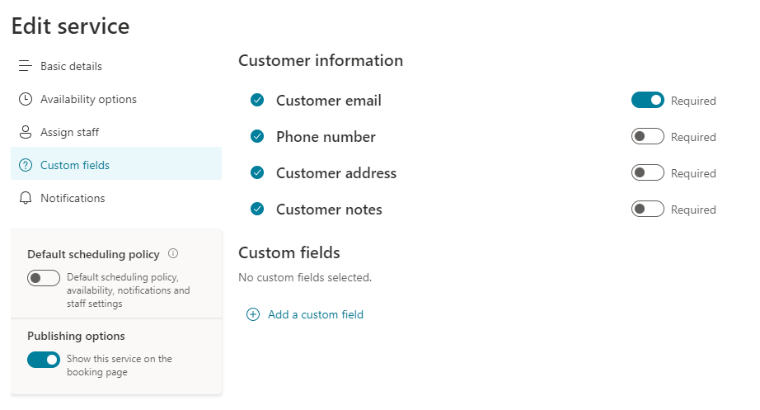 Edit service
Basic details
Availability options
Assign staff
Custom fields
Notifications
Default scheduling policy
Default scheduling policy,
availability, notifications and
staff settings
Publishing options
Show this service on the
booking page
Customer information
Customer email Required
Phone number Required
Customer address Required
Customer notes Required
Custom fields
No custom fields selected.
Add a custom field